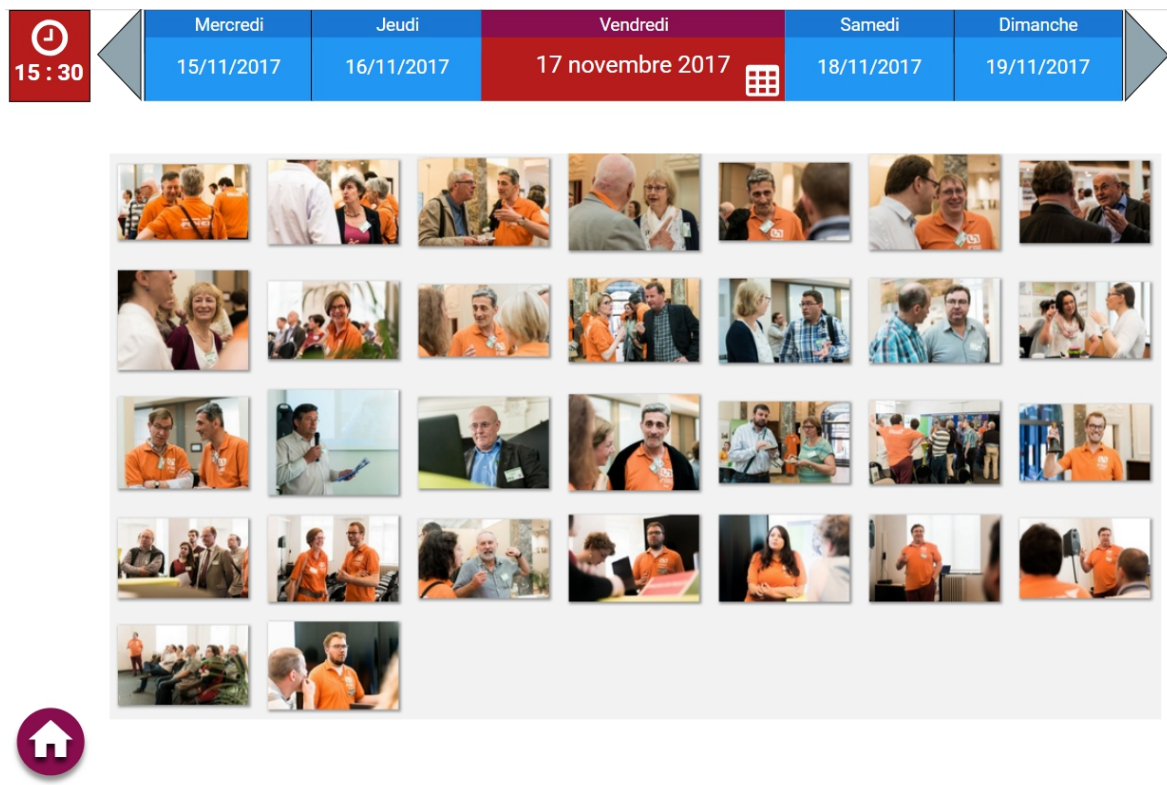 15 : 30
Mercredi
15/11/2017
Jeudi
16/11/2017
Vendredi
17 novembre 2017
Samedi
18/11/2017
Dimanche
19/11/2017